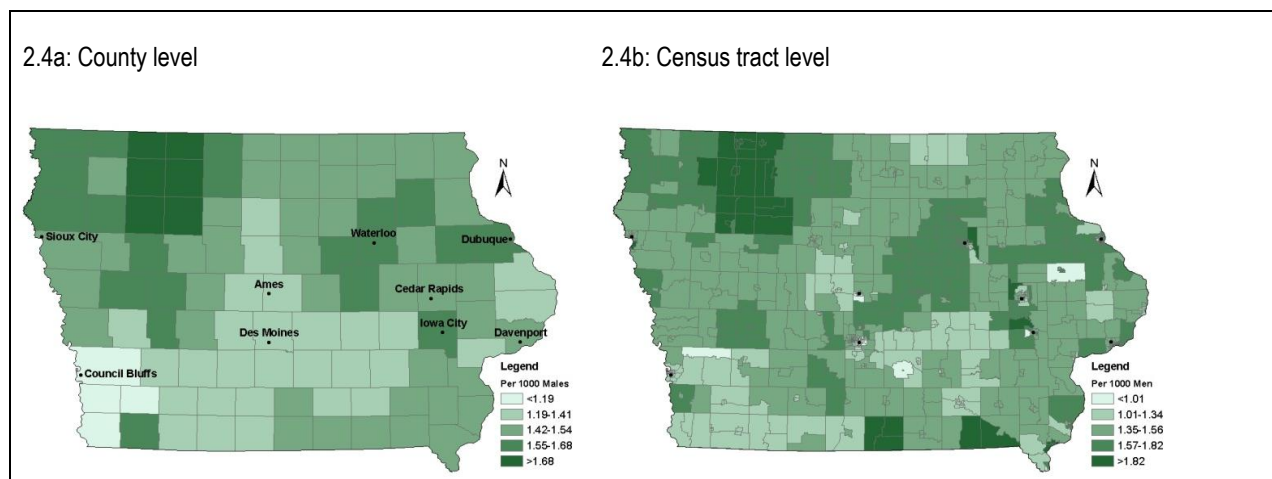 2.4a: County level
2.4b: Census tract level
N
Sioux City
Waterloo
Dubuque
Ames
Cedar Rapids
Des Moines
Iowa City
Davenport
Council Bluffs
Legend
Per 1000 Males
<1.19
1.19-1.41
1.42-1.54
1.55-1.68
>1.68
N
Legend
Per 1000 Men
<1.01
1.01-1.34
1.35-1.56
1.57-1.82
>1.82